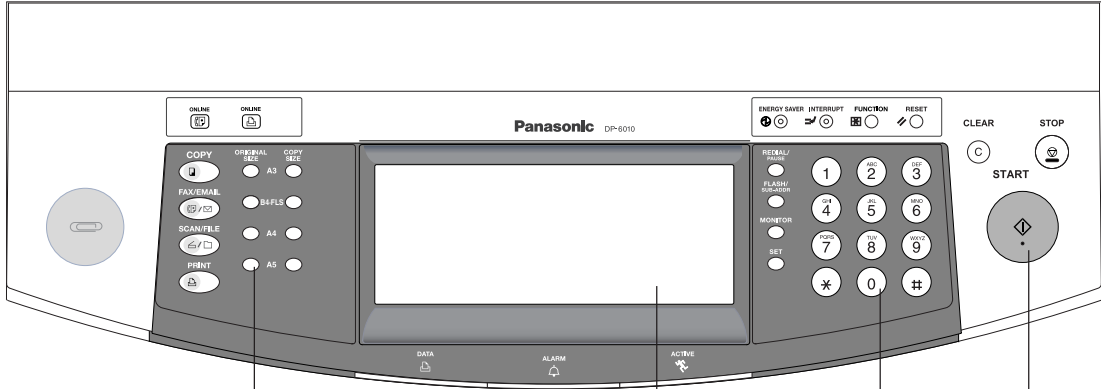 ONLINE ONLINE
Panasonic DP-6010
ENERGY SAVER INTERRUPT FUNCTION RESET
CLEAR STOP
C
START
COPY
FAX/EMAIL
SCAN/FILE
PRINT
ORIGINAL SIZE COPY SIZE
A3
B4·FLS
A4
A5
REDIAL/
PAUSE
FLASH/
SUB-ADDR
MONITOR
SET
1 ABC 2 DEF 3
GHI 4 JKL 5 MNO 6
PQRS 7 TUV 8 WXYZ 9
* 0 #
DATA ALARM ACTIVE